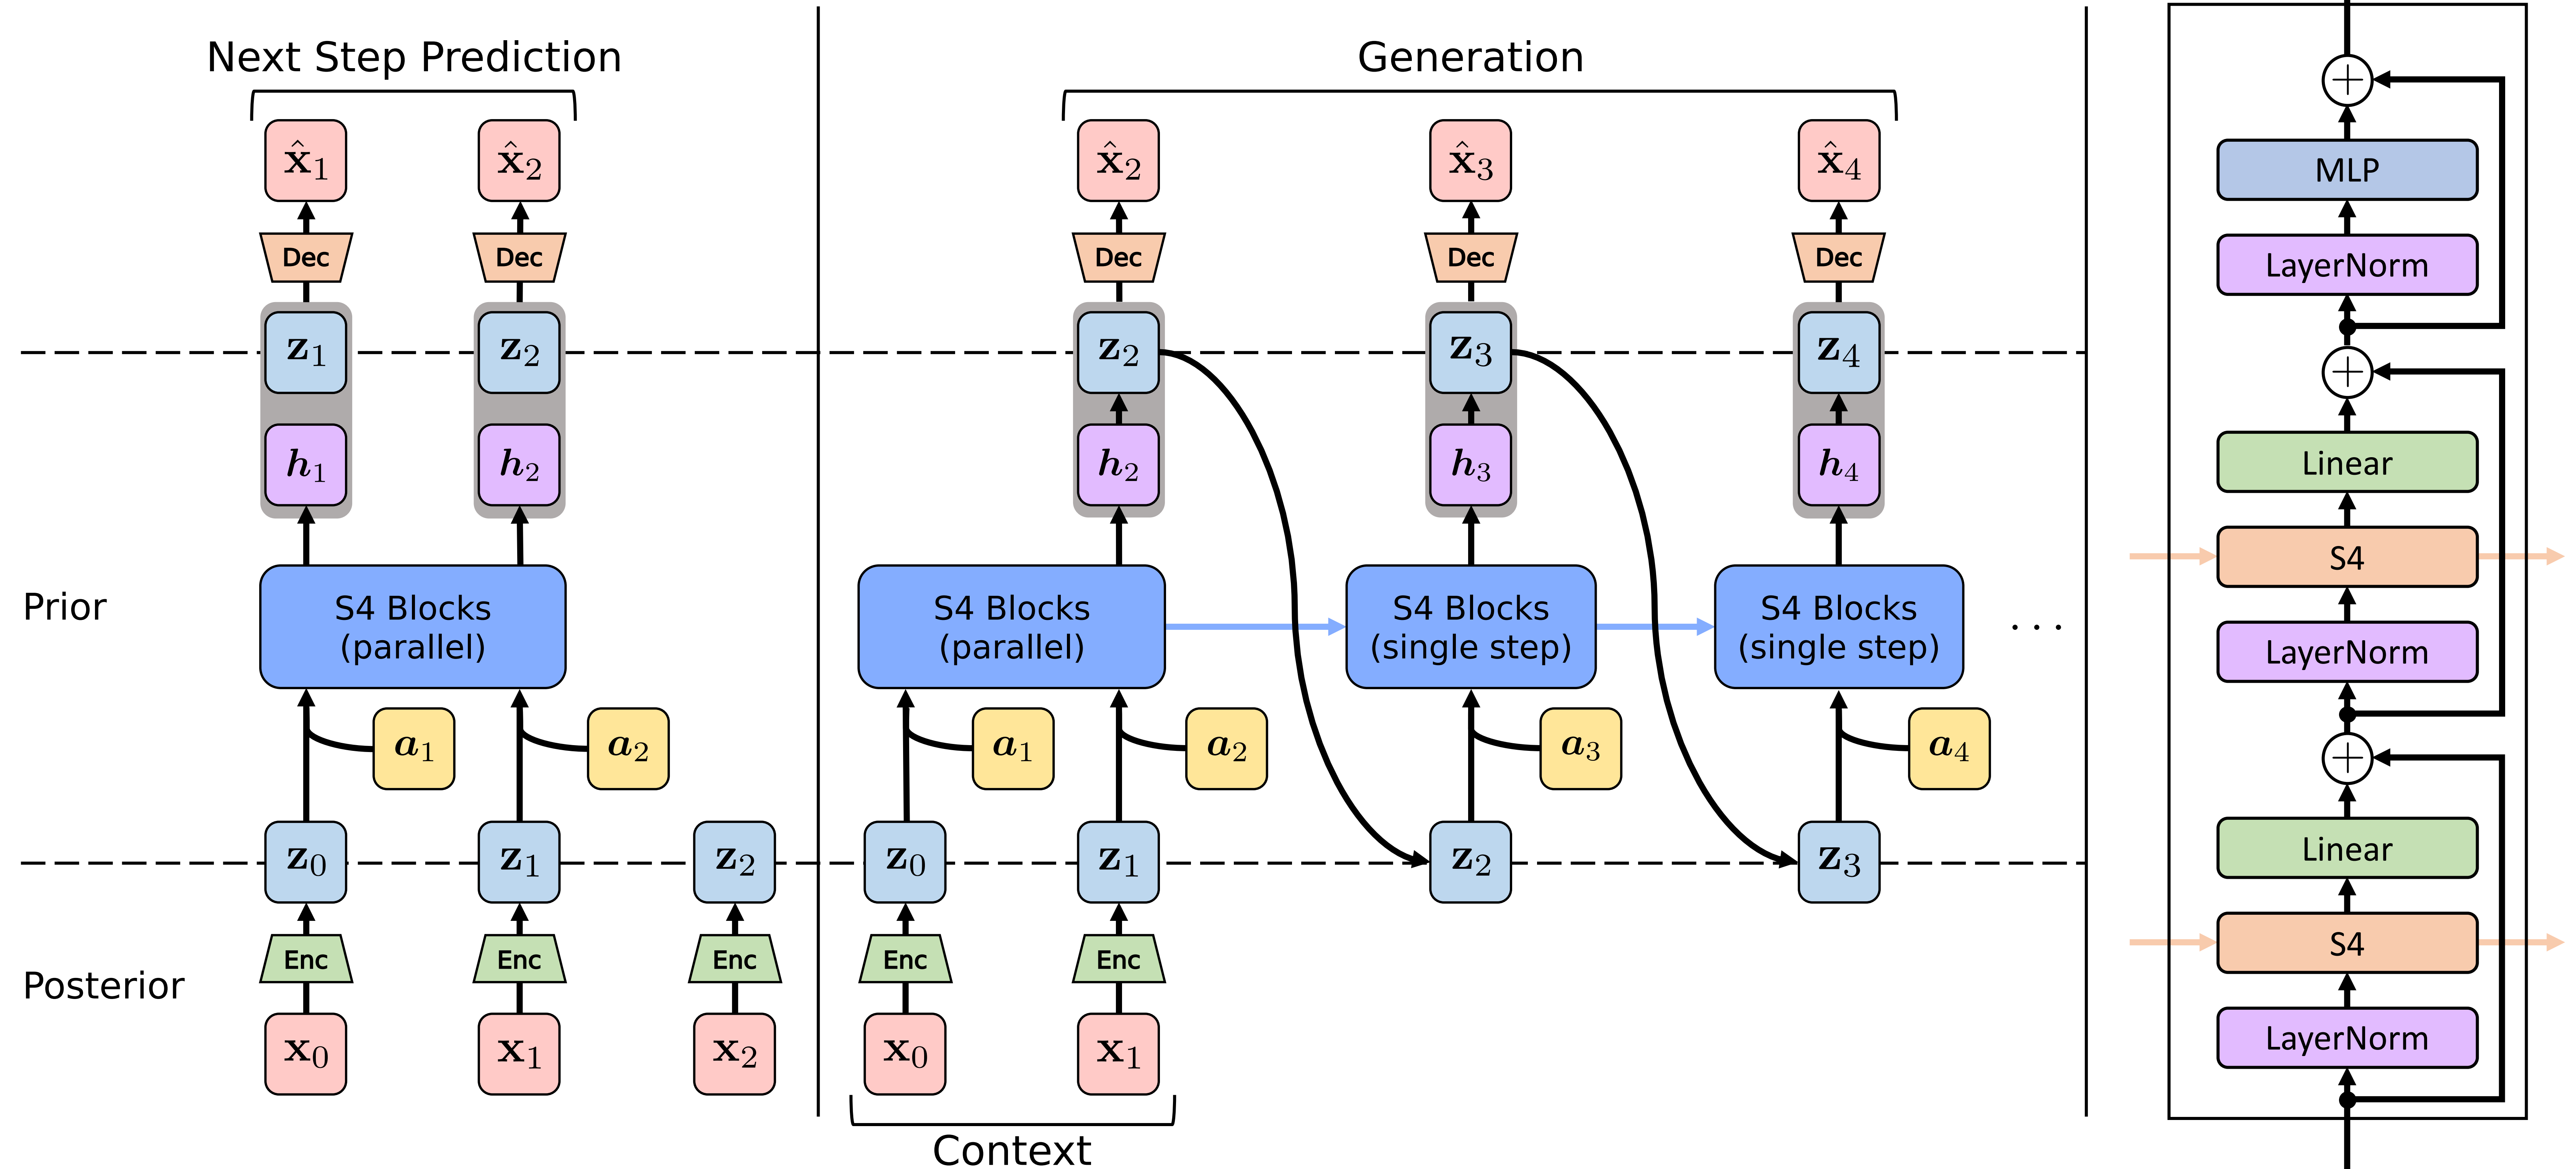 Next Step Prediction
x̂₁ x̂₂
Dec Dec
z₁ z₂
h₁ h₂
S4 Blocks
(parallel)
a₁ a₂
z₀ z₁ z₂
Enc Enc Enc
x₀ x₁ x₂
Prior
Posterior
Generation
x̂₂ x̂₃ x̂₄
Dec Dec Dec
z₂ z₃ z₄
h₂ h₃ h₄
S4 Blocks
(parallel)
S4 Blocks
(single step)
S4 Blocks
(single step)
· · ·
a₁ a₂ a₃ a₄
z₀ z₁ z₂ z₃
Enc Enc
x₀ x₁
Context
+
MLP
LayerNorm
+
Linear
S4
LayerNorm
+
Linear
S4
LayerNorm